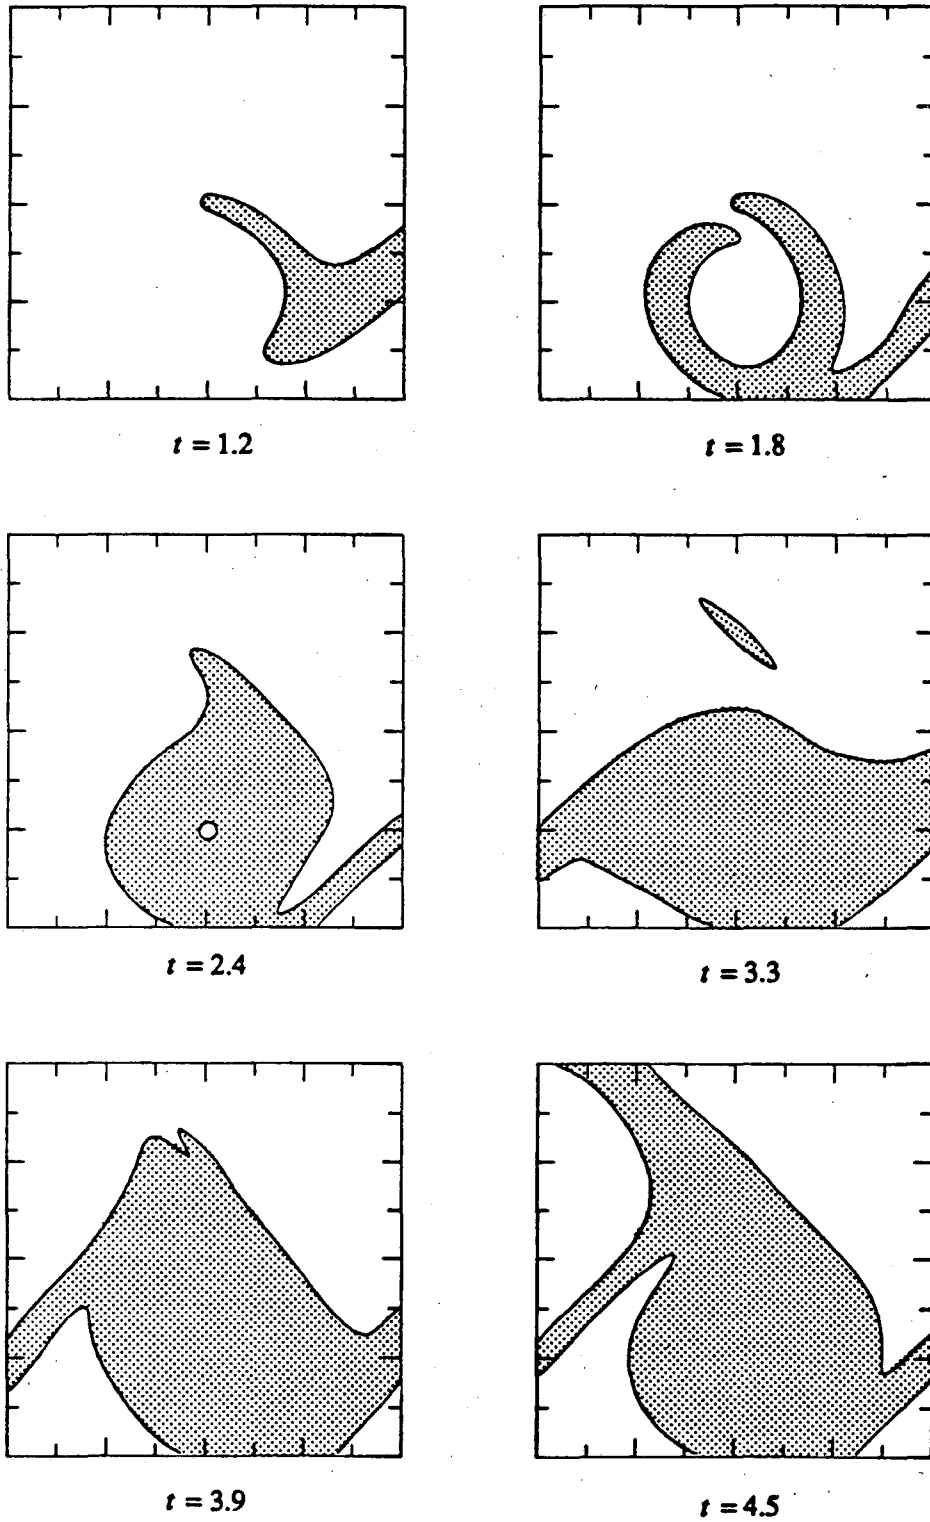 t = 1.2
t = 1.8
t = 2.4
t = 3.3
t = 3.9
t = 4.5